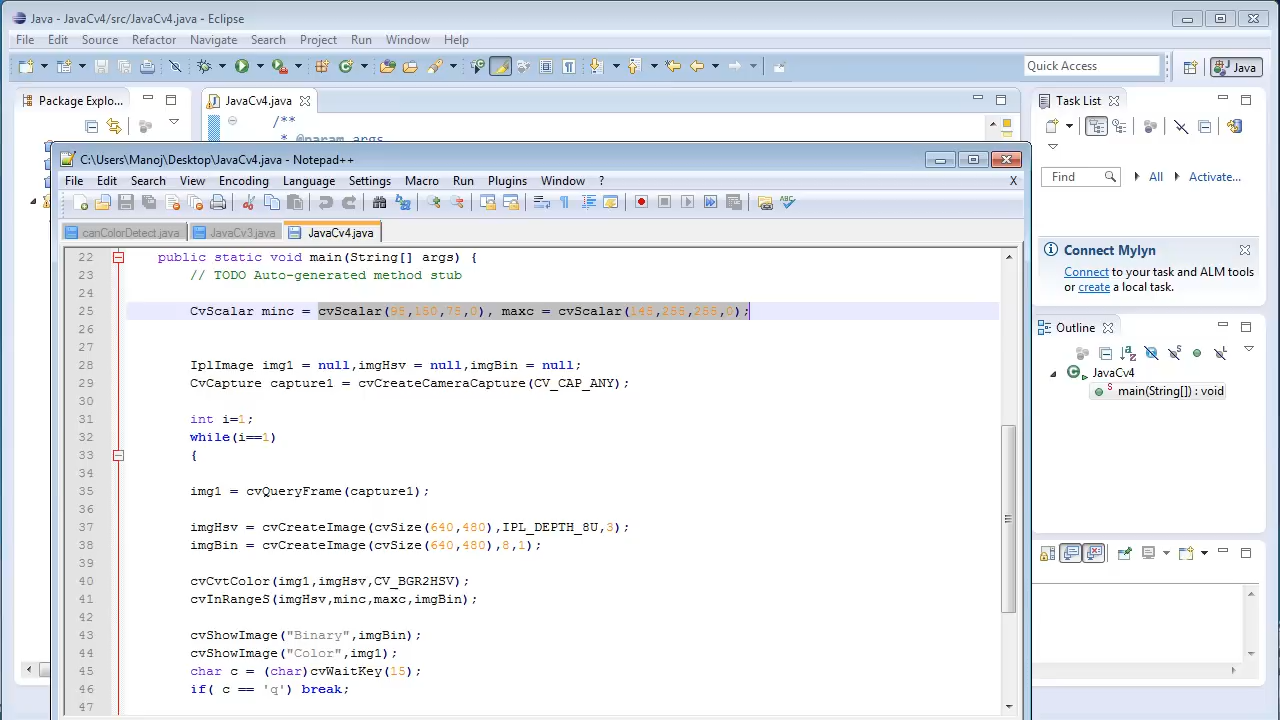 Java - JavaCv4/src/JavaCv4.java - Eclipse
File Edit Source Refactor Navigate Search Project Run Window Help
Quick Access
Java
Package Explo...
JavaCv4.java
Task List
/**
* @param args
Find
All
Activate...
Connect Mylyn
Connect to your task and ALM tools
or create a local task.
Outline
JavaCv4
main(String[]) : void
C:\Users\Manoj\Desktop\JavaCv4.java - Notepad++
File Edit Search View Encoding Language Settings Macro Run Plugins Window ?
X
canColorDetect.java JavaCv3.java JavaCv4.java
22 public static void main(String[] args) {
23 // TODO Auto-generated method stub
24
25 CvScalar minc = cvScalar(95,150,75,0), maxc = cvScalar(145,255,255,0);
26
27
28 IplImage img1 = null,imgHsv = null,imgBin = null;
29 CvCapture capture1 = cvCreateCameraCapture(CV_CAP_ANY);
30
31 int i=1;
32 while(i==1)
33 {
34
35 img1 = cvQueryFrame(capture1);
36
37 imgHsv = cvCreateImage(cvSize(640,480),IPL_DEPTH_8U,3);
38 imgBin = cvCreateImage(cvSize(640,480),8,1);
39
40 cvCvtColor(img1,imgHsv,CV_BGR2HSV);
41 cvInRangeS(imgHsv,minc,maxc,imgBin);
42
43 cvShowImage("Binary",imgBin);
44 cvShowImage("Color",img1);
45 char c = (char)cvWaitKey(15);
46 if( c == 'q') break;
47